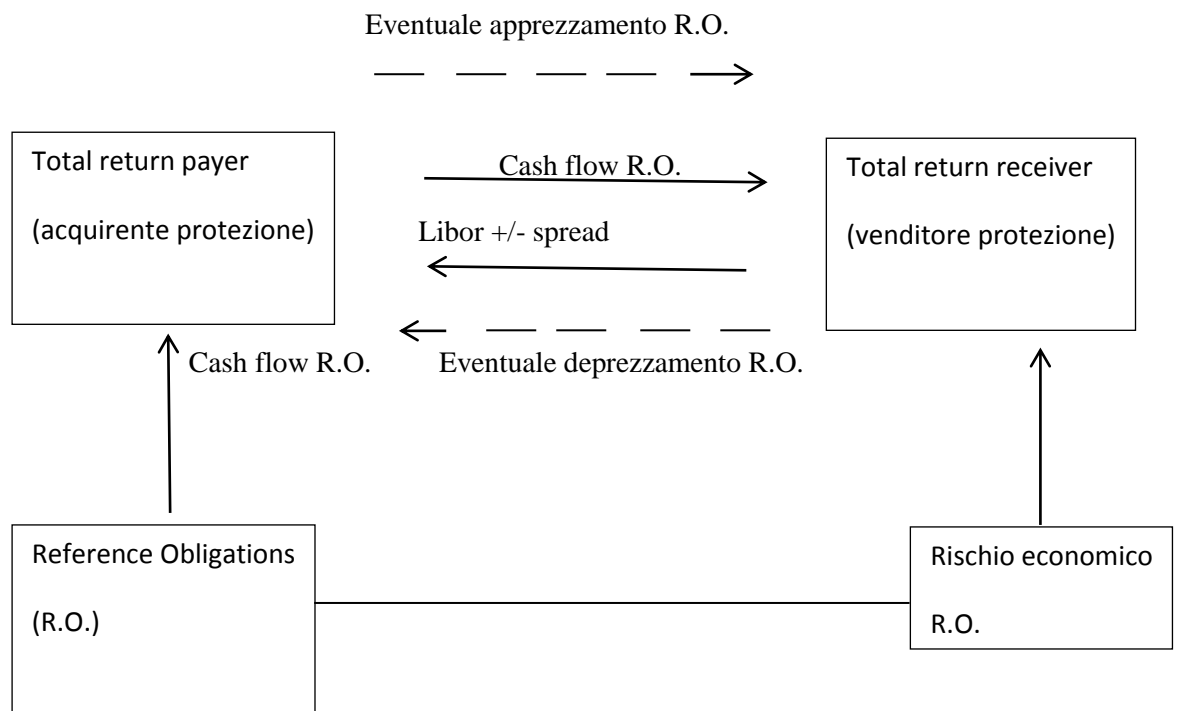 Eventuale apprezzamento R.O.
Total return payer
(acquirente protezione)
Cash flow R.O.
Libor +/- spread
Total return receiver
(venditore protezione)
Cash flow R.O.
Eventuale deprezzamento R.O.
Reference Obligations
(R.O.)
Rischio economico
R.O.